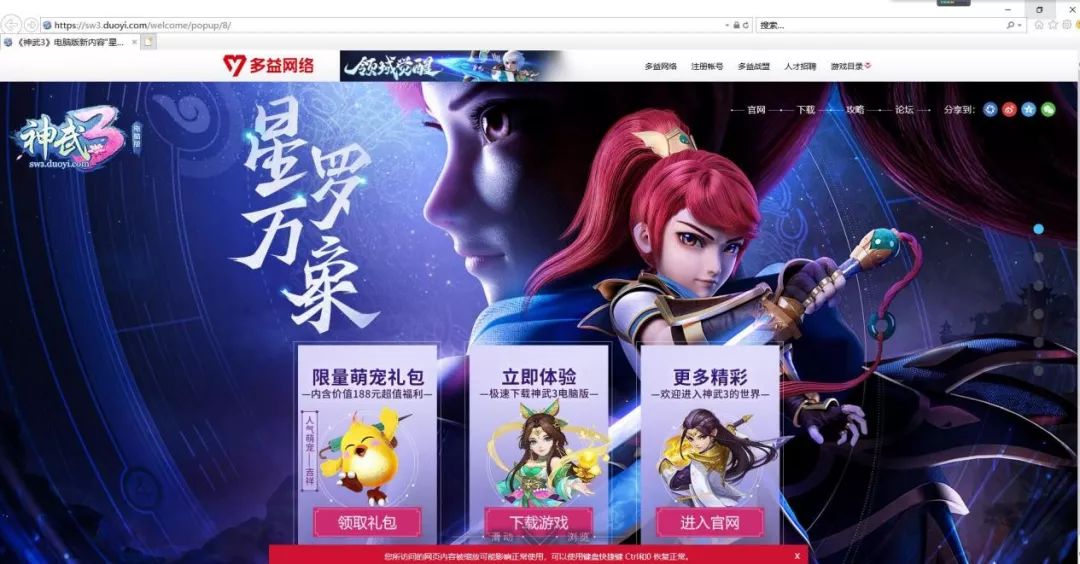 https://sw3.duoyi.com/welcome/popup/8/
搜索...
《神武3》电脑版新内容“星...
多益网络
领域觉醒
多益网络 注册帐号 多益战盟 人才招聘 游戏目录
官网 下载 攻略 论坛 分享到：
神武3
电脑版
sw3.duoyi.com
星罗万象
限量萌宠礼包
—内含价值188元超值福利—
人气萌宠——吉祥
领取礼包
立即体验
—极速下载神武3电脑版—
下载游戏
更多精彩
—欢迎进入神武3的世界—
进入官网
滑动 浏览
您所访问的网页内容被缩放可能影响正常使用，可以使用键盘快捷键 Ctrl和0 恢复正常。 X